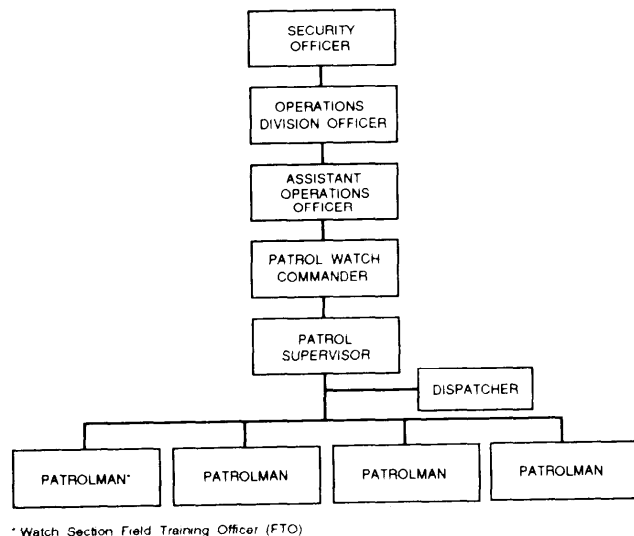 SECURITY
OFFICER
OPERATIONS
DIVISION OFFICER
ASSISTANT
OPERATIONS
OFFICER
PATROL WATCH
COMMANDER
PATROL
SUPERVISOR
DISPATCHER
PATROLMAN*
PATROLMAN
PATROLMAN
PATROLMAN
* Watch Section Field Training Officer (FTO)